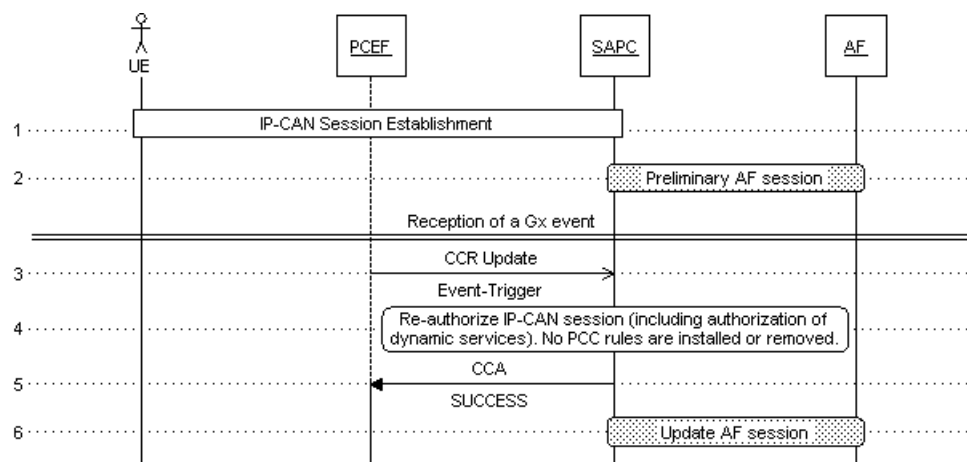 UE
PCEF
SAPC
AF
1
IP-CAN Session Establishment
2
Preliminary AF session
Reception of a Gx event
3
CCR Update
Event-Trigger
4
Re-authorize IP-CAN session (including authorization of
dynamic services). No PCC rules are installed or removed.
5
CCA
SUCCESS
6
Update AF session